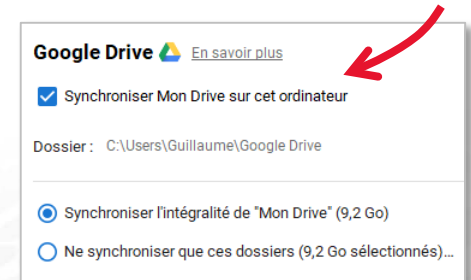 Google Drive En savoir plus
Synchroniser Mon Drive sur cet ordinateur
Dossier : C:\Users\Guillaume\Google Drive
Synchroniser l'intégralité de "Mon Drive" (9,2 Go)
Ne synchroniser que ces dossiers (9,2 Go sélectionnés)...